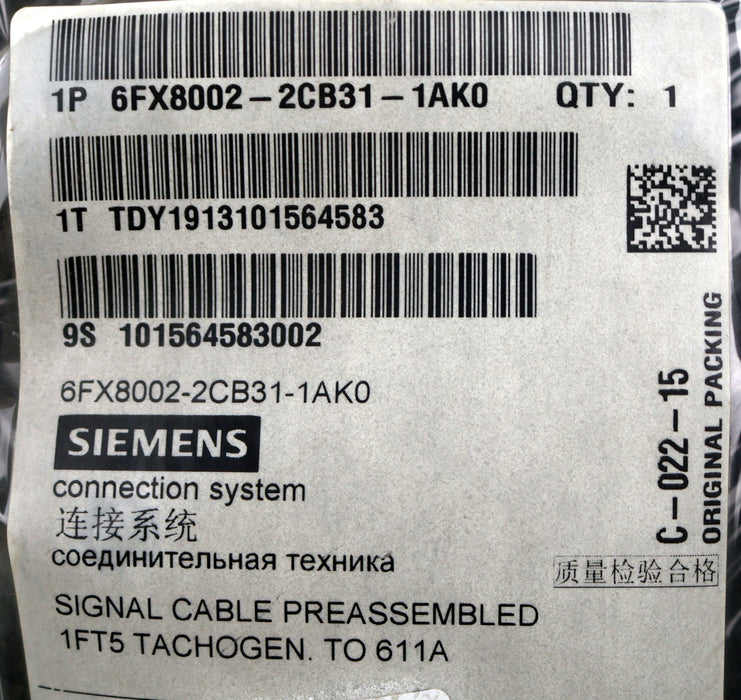 1P 6FX8002-2CB31-1AK0 QTY: 1
1T TDY1913101564583
9S 101564583002
6FX8002-2CB31-1AK0
SIEMENS
connection system
连接系统
соединительная техника
SIGNAL CABLE PREASSEMBLED
1FT5 TACHOGEN. TO 611A
C-022-15
ORIGINAL PACKING
质量检验合格